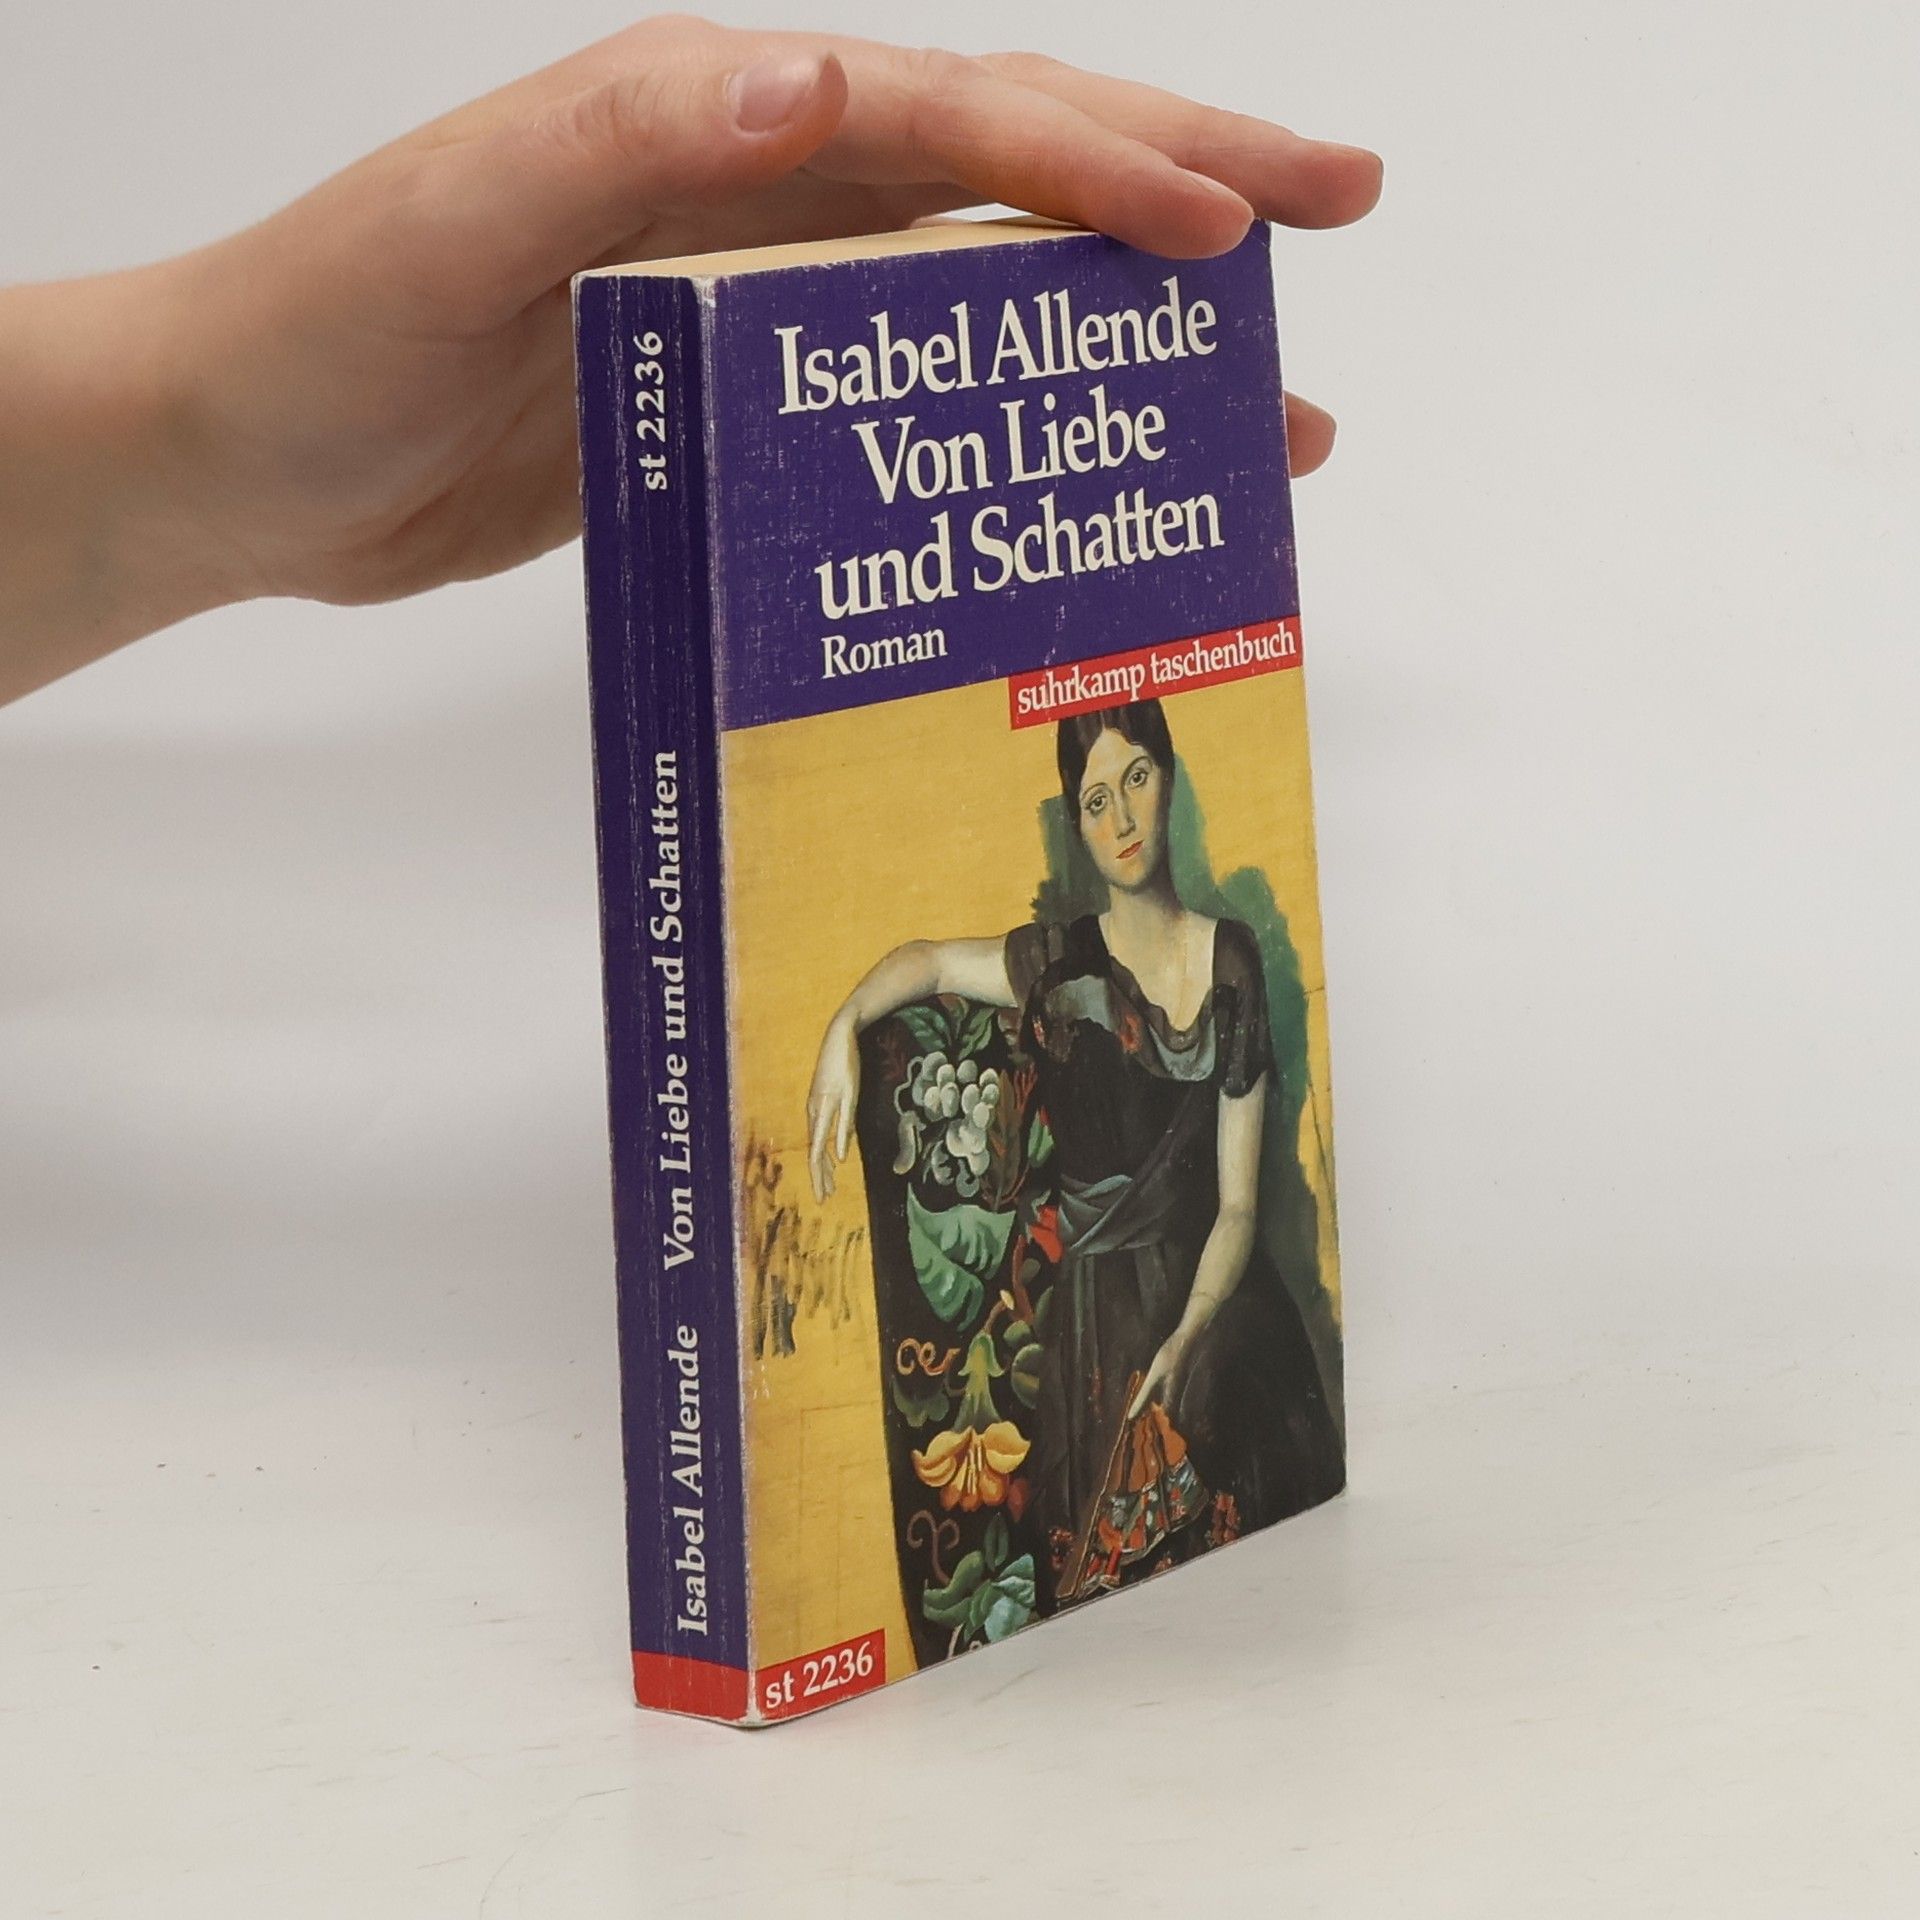 Isabel Allende
Von Liebe
und Schatten
Roman
suhrkamp taschenbuch
st 2236
Isabel Allende Von Liebe und Schatten
st 2236